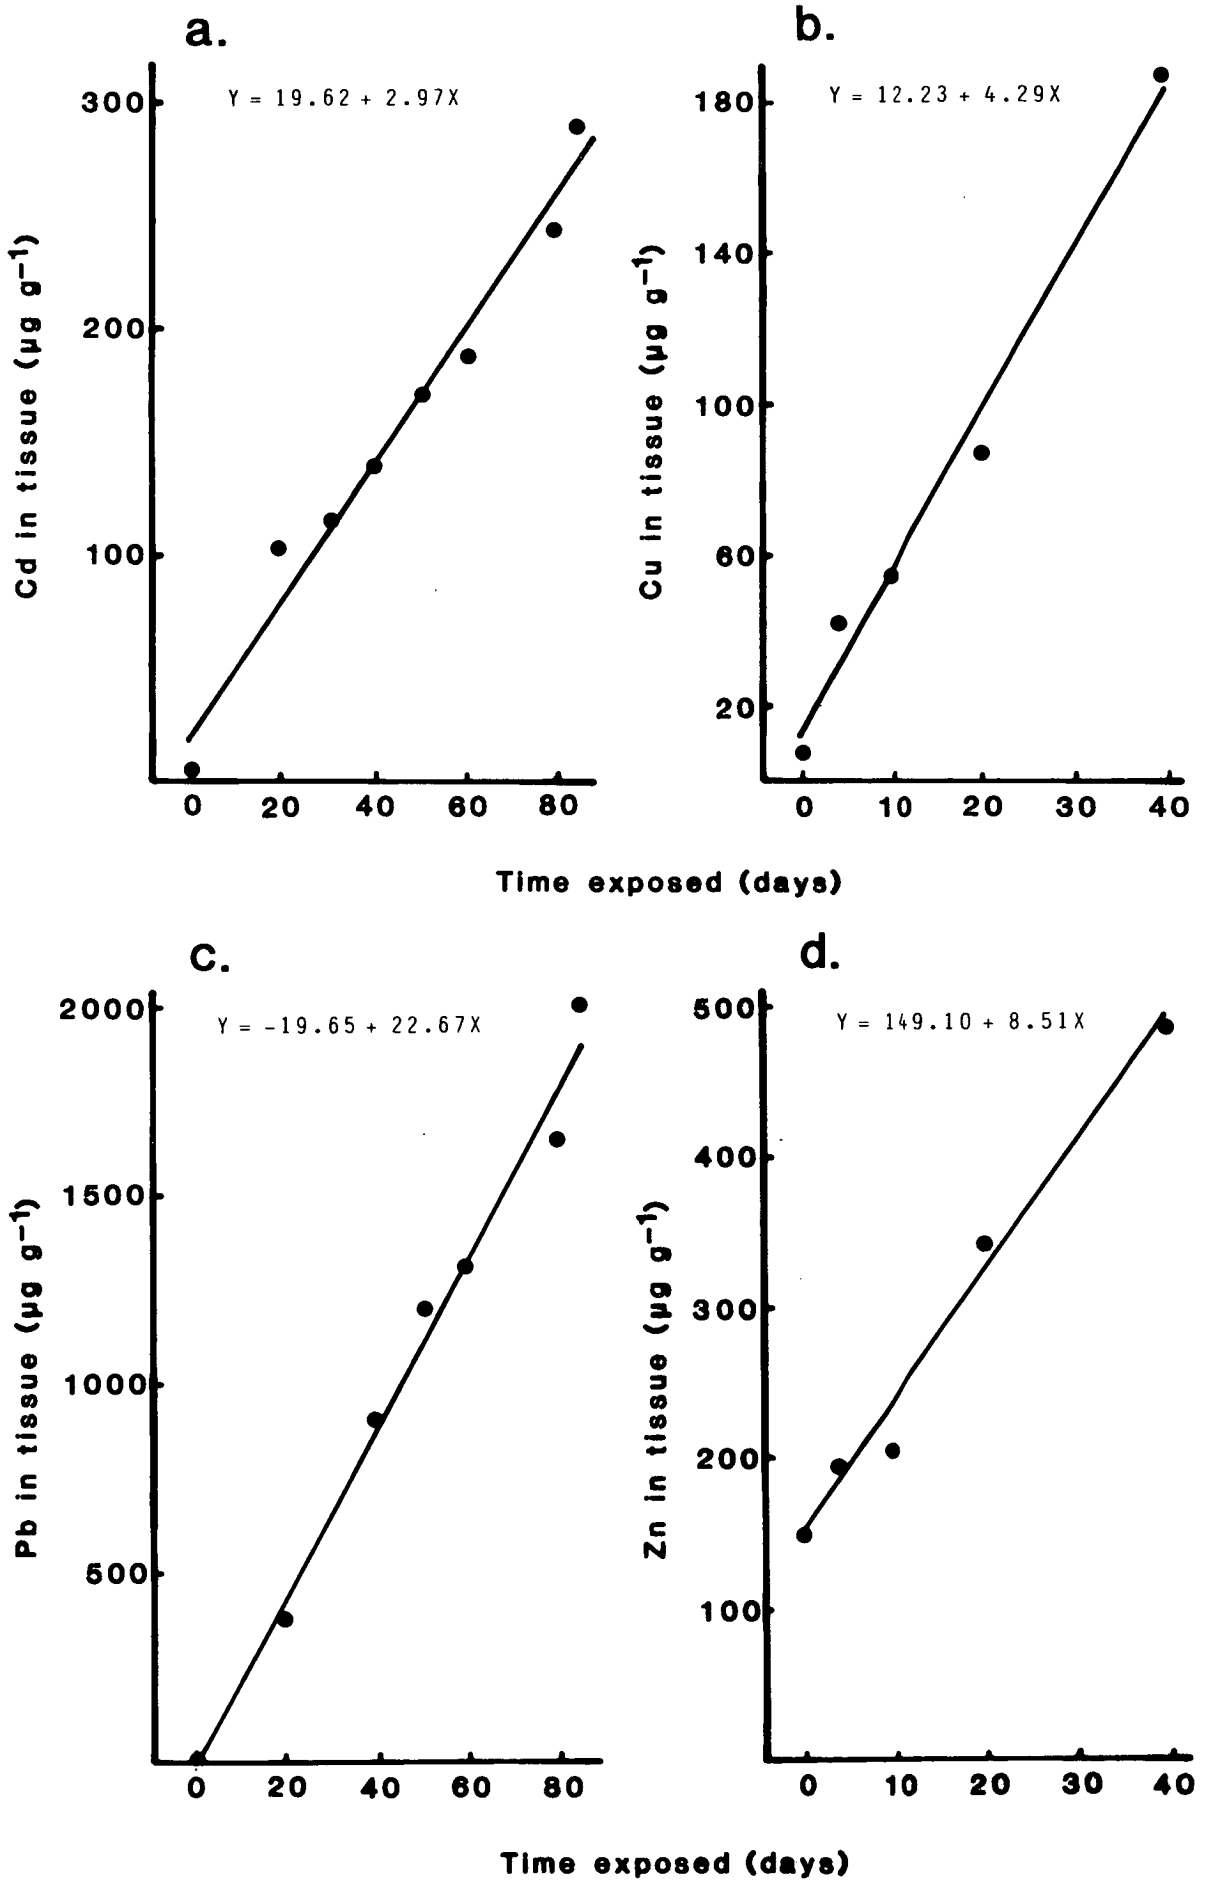 a.
Y = 19.62 + 2.97X
300
200
100
Cd in tissue (µg g⁻¹)
0 20 40 60 80
b.
Y = 12.23 + 4.29X
180
140
100
60
20
Cu in tissue (µg g⁻¹)
0 10 20 30 40
Time exposed (days)
c.
Y = -19.65 + 22.67X
2000
1500
1000
500
Pb in tissue (µg g⁻¹)
0 20 40 60 80
d.
Y = 149.10 + 8.51X
500
400
300
200
100
Zn in tissue (µg g⁻¹)
0 10 20 30 40
Time exposed (days)